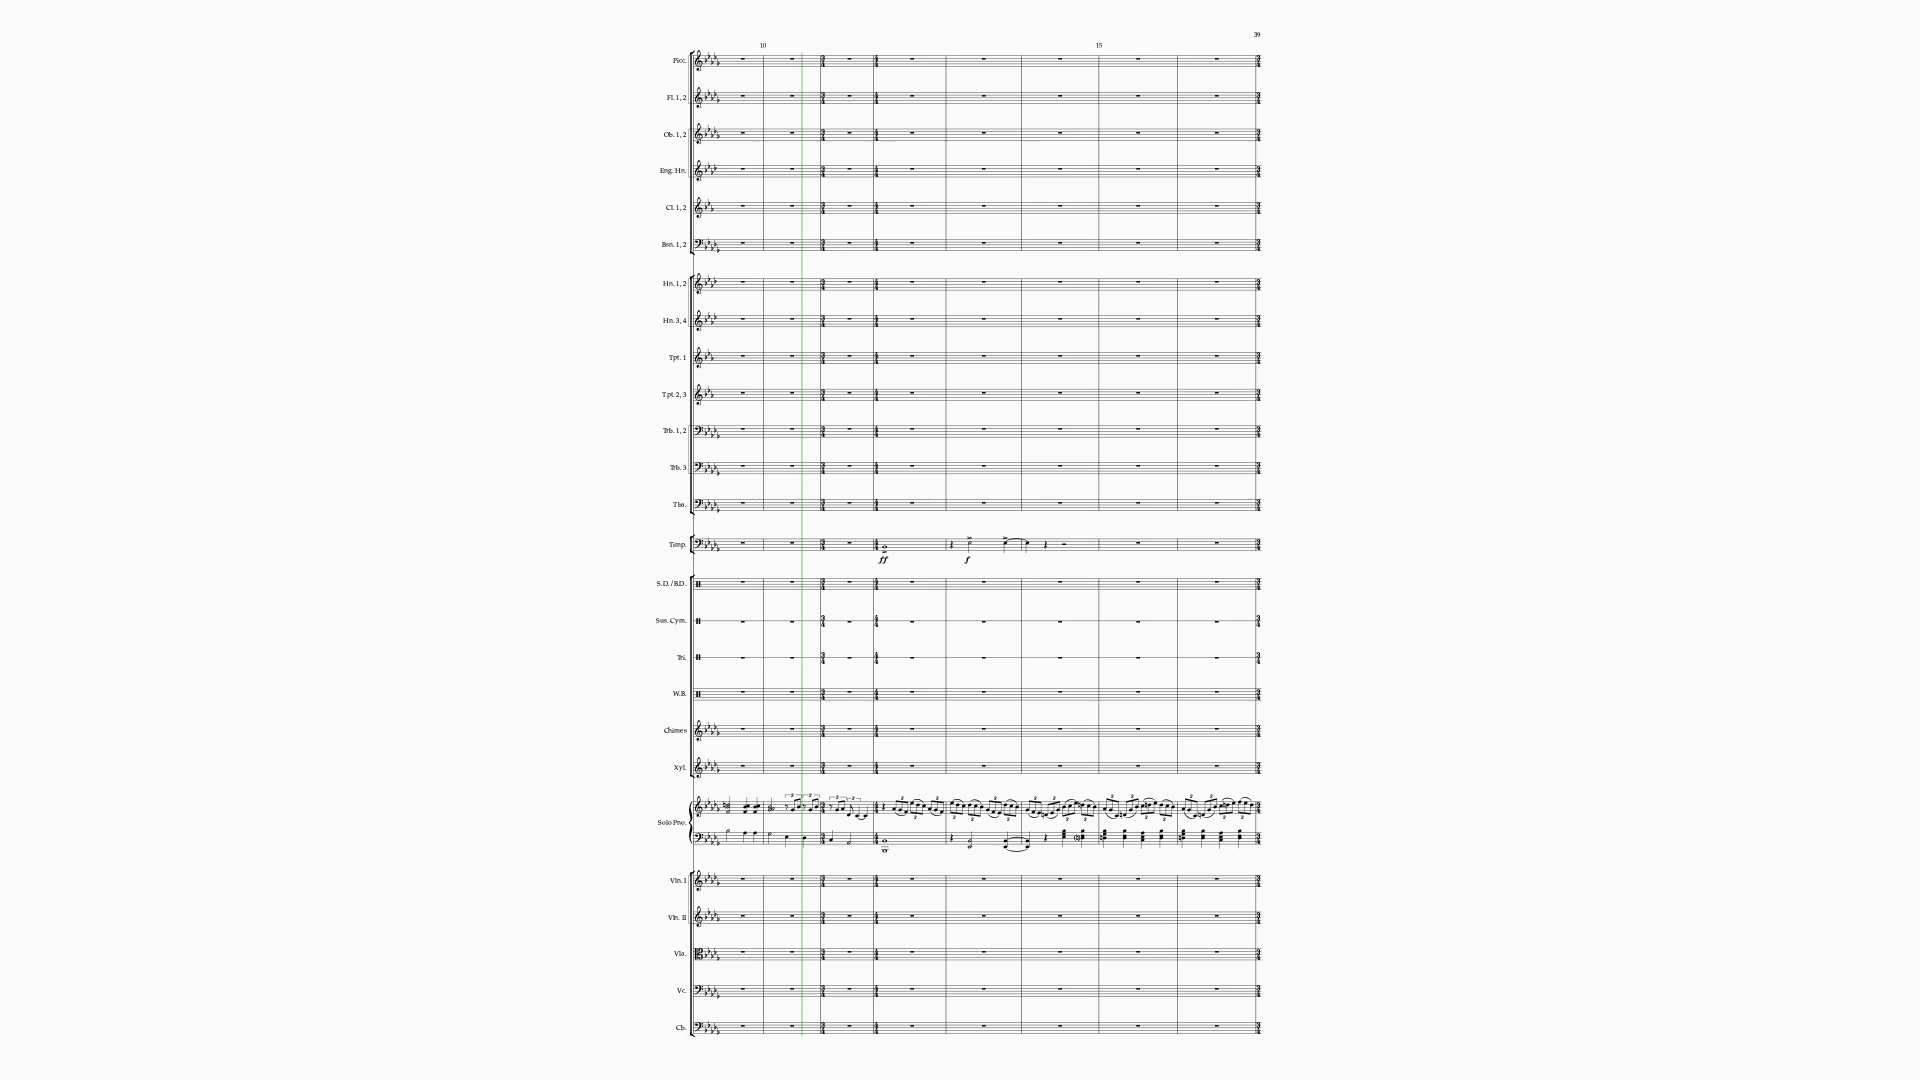 39
10 15
Picc.
Fl. 1, 2
Ob. 1, 2
Eng. Hn.
Cl. 1, 2
Bsn. 1, 2
Hn. 1, 2
Hn. 3, 4
Tpt. 1
Tpt. 2, 3
Trb. 1, 2
Trb. 3
Tba.
Timp.
ff f
S.D./B.D.
Sus. Cym.
Tri.
W.B.
Chimes
Xyl.
Solo Pno.
Vln. I
Vln. II
Vla.
Vc.
Cb.